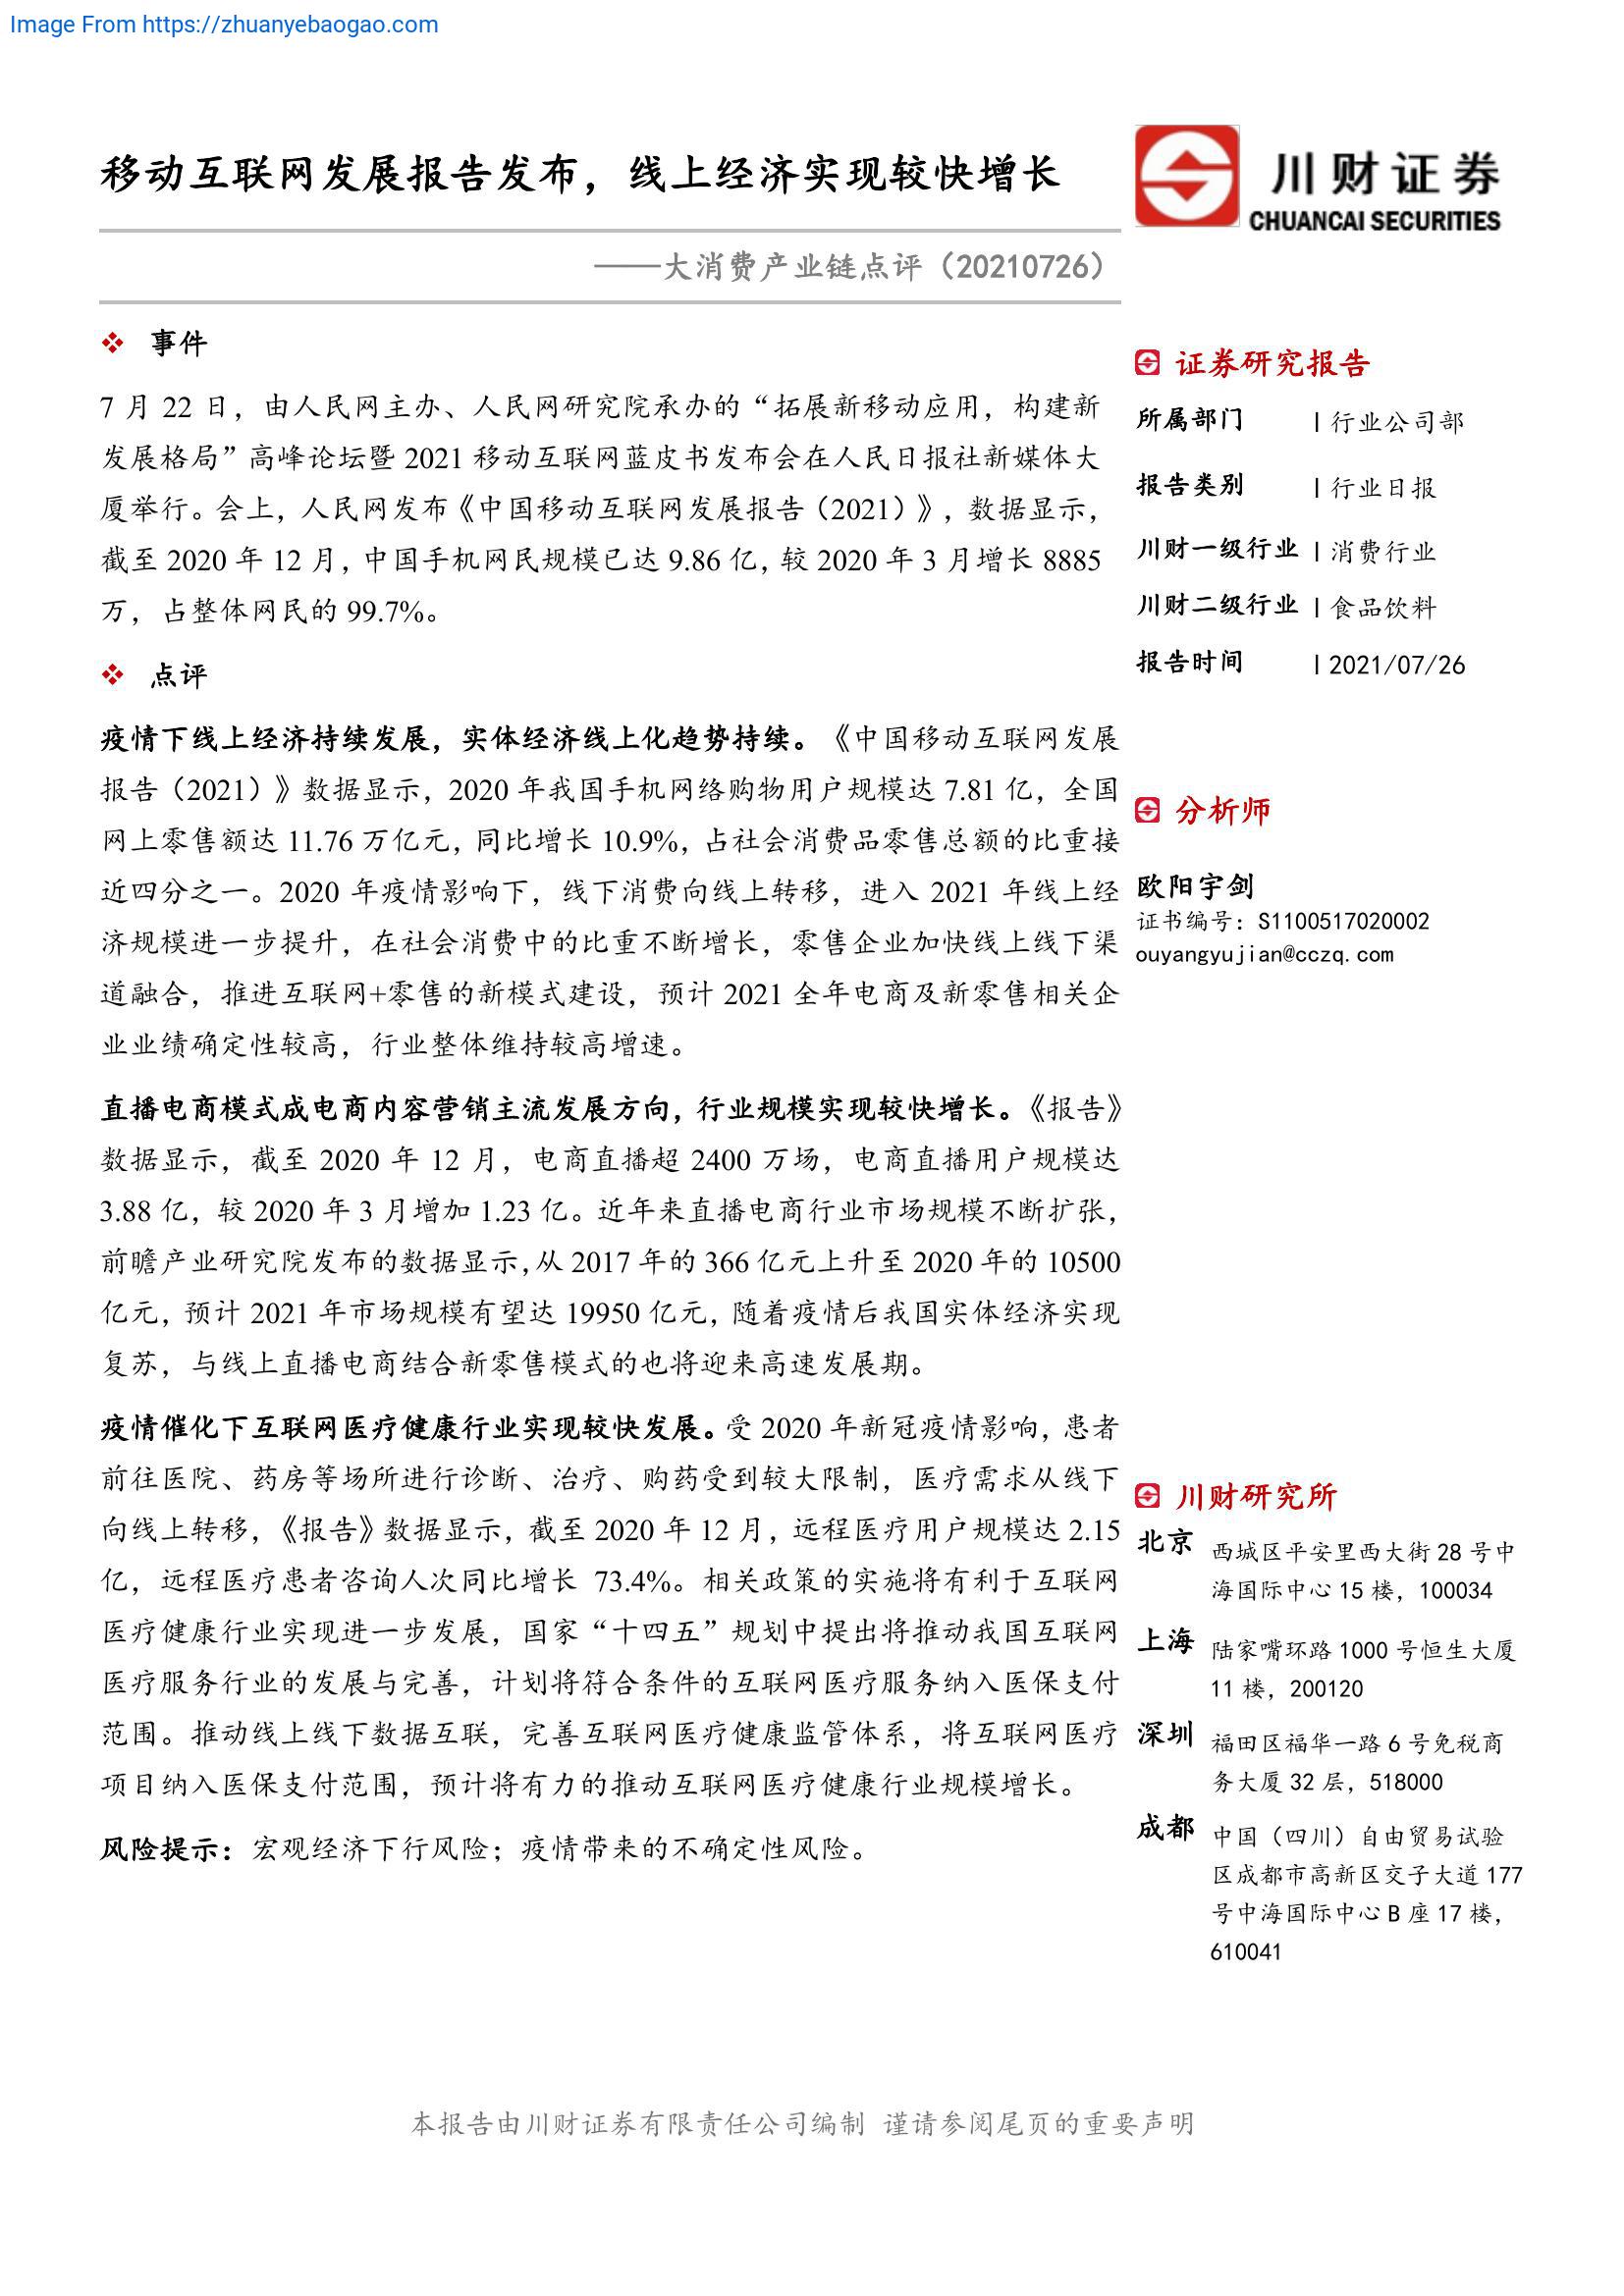 Image From https://zhuanyebaogao.com
移动互联网发展报告发布，线上经济实现较快增长
——大消费产业链点评（20210726）
川财证券
CHUANCAI SECURITIES
事件
7 月 22 日，由人民网主办、人民网研究院承办的“拓展新移动应用，构建新
发展格局”高峰论坛暨 2021 移动互联网蓝皮书发布会在人民日报社新媒体大
厦举行。会上，人民网发布《中国移动互联网发展报告（2021）》，数据显示，
截至 2020 年 12 月，中国手机网民规模已达 9.86 亿，较 2020 年 3 月增长 8885
万，占整体网民的 99.7%。
点评
疫情下线上经济持续发展，实体经济线上化趋势持续。《中国移动互联网发展
报告（2021）》数据显示，2020 年我国手机网络购物用户规模达 7.81 亿，全国
网上零售额达 11.76 万亿元，同比增长 10.9%，占社会消费品零售总额的比重接
近四分之一。2020 年疫情影响下，线下消费向线上转移，进入 2021 年线上经
济规模进一步提升，在社会消费中的比重不断增长，零售企业加快线上线下渠
道融合，推进互联网+零售的新模式建设，预计 2021 全年电商及新零售相关企
业业绩确定性较高，行业整体维持较高增速。
直播电商模式成电商内容营销主流发展方向，行业规模实现较快增长。《报告》
数据显示，截至 2020 年 12 月，电商直播超 2400 万场，电商直播用户规模达
3.88 亿，较 2020 年 3 月增加 1.23 亿。近年来直播电商行业市场规模不断扩张，
前瞻产业研究院发布的数据显示，从 2017 年的 366 亿元上升至 2020 年的 10500
亿元，预计 2021 年市场规模有望达 19950 亿元，随着疫情后我国实体经济实现
复苏，与线上直播电商结合新零售模式的也将迎来高速发展期。
疫情催化下互联网医疗健康行业实现较快发展。受 2020 年新冠疫情影响，患者
前往医院、药房等场所进行诊断、治疗、购药受到较大限制，医疗需求从线下
向线上转移，《报告》数据显示，截至 2020 年 12 月，远程医疗用户规模达 2.15
亿，远程医疗患者咨询人次同比增长 73.4%。相关政策的实施将有利于互联网
医疗健康行业实现进一步发展，国家“十四五”规划中提出将推动我国互联网
医疗服务行业的发展与完善，计划将符合条件的互联网医疗服务纳入医保支付
范围。推动线上线下数据互联，完善互联网医疗健康监管体系，将互联网医疗
项目纳入医保支付范围，预计将有力的推动互联网医疗健康行业规模增长。
风险提示：宏观经济下行风险；疫情带来的不确定性风险。
证券研究报告
所属部门 | 行业公司部
报告类别 | 行业日报
川财一级行业 | 消费行业
川财二级行业 | 食品饮料
报告时间 | 2021/07/26
分析师
欧阳宇剑
证书编号：S1100517020002
ouyangyujian@cczq.com
川财研究所
北京 西城区平安里西大街 28 号中
海国际中心 15 楼，100034
上海 陆家嘴环路 1000 号恒生大厦
11 楼，200120
深圳 福田区福华一路 6 号免税商
务大厦 32 层，518000
成都 中国（四川）自由贸易试验
区成都市高新区交子大道 177
号中海国际中心 B 座 17 楼，
610041
本报告由川财证券有限责任公司编制 谨请参阅尾页的重要声明